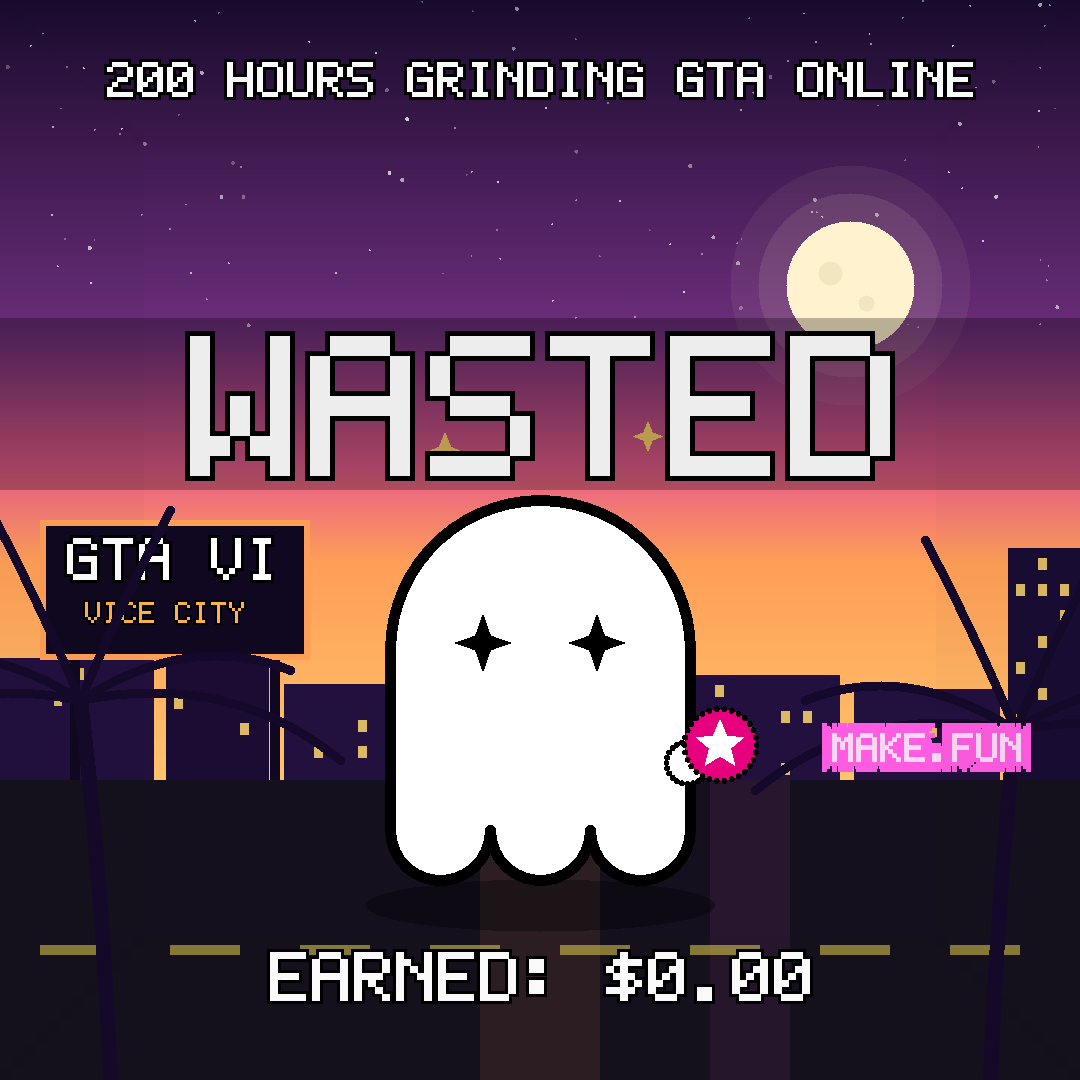 200 HOURS GRINDING GTA ONLINE
WASTED
GTA VI
VICE CITY
MAKE.FUN
EARNED: $0.00